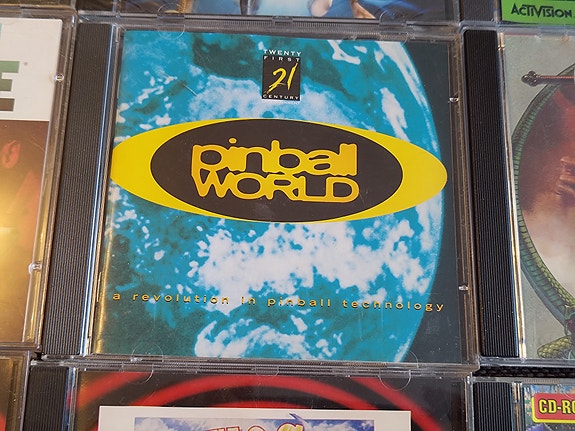 ACTIVISION
E
TWENTY
FIRST
21
CENTURY
pinball
WORLD
a revolution in pinball technology
CD-RO